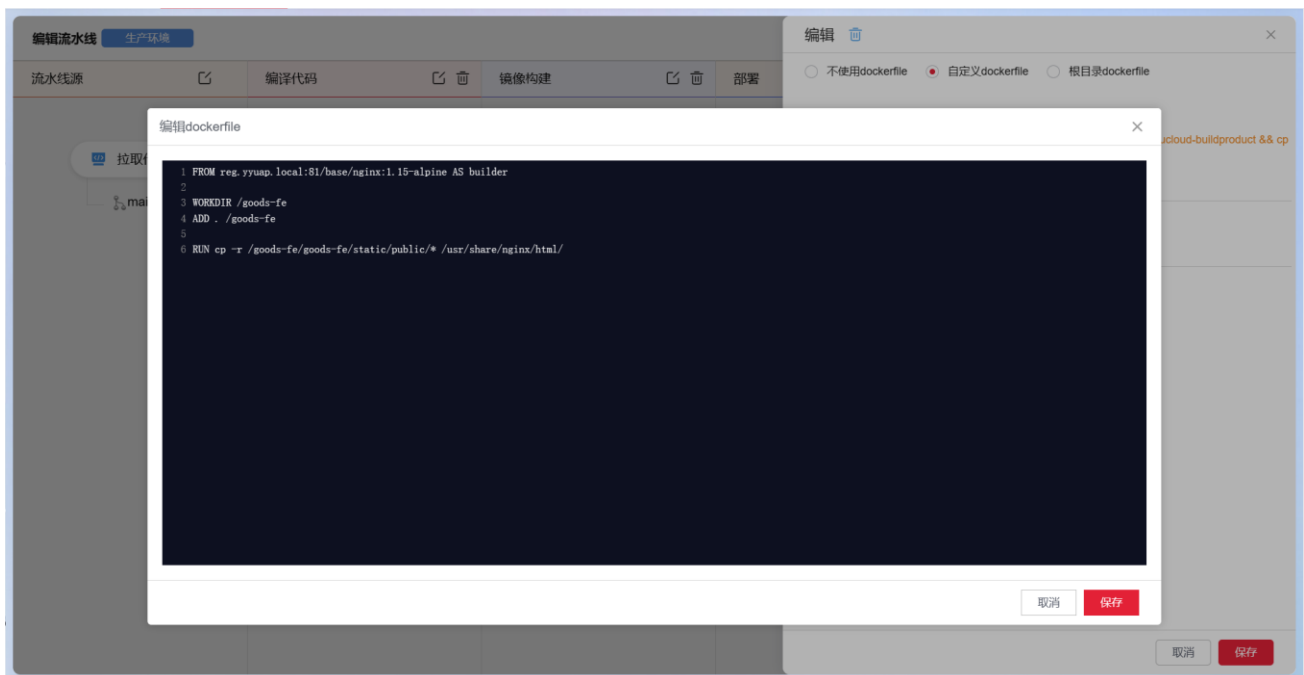 编辑流水线 生产环境
编辑
流水线源 编译代码 镜像构建 部署
不使用dockerfile 自定义dockerfile 根目录dockerfile
编辑dockerfile
ucloud-buildproduct && cp
拉取
mai
1 FROM reg.yyuap.local:81/base/nginx:1.15-alpine AS builder
2
3 WORKDIR /goods-fe
4 ADD . /goods-fe
5
6 RUN cp -r /goods-fe/goods-fe/static/public/* /usr/share/nginx/html/
取消 保存
取消 保存